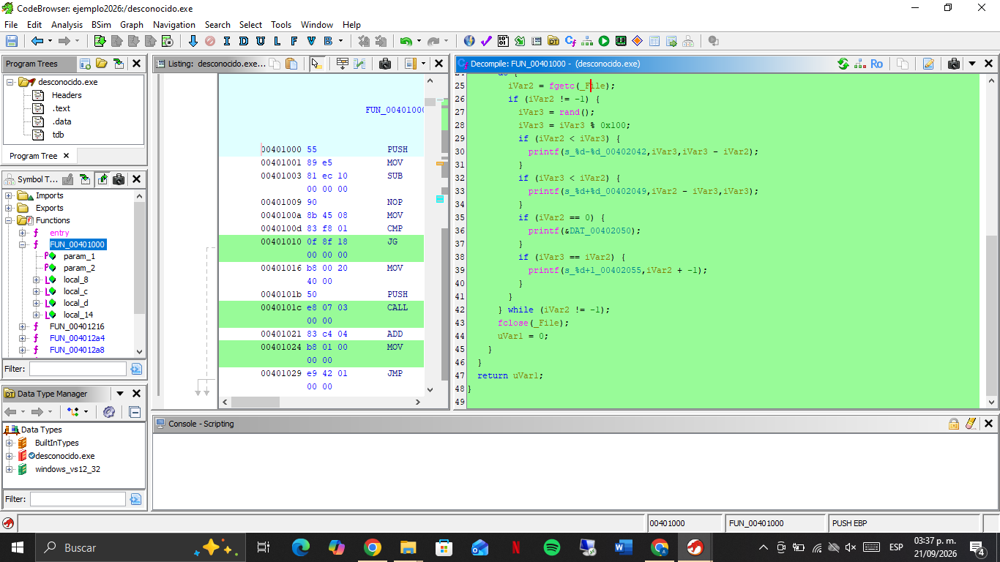 CodeBrowser: ejemplo2026:/desconocido.exe
File Edit Analysis BSim Graph Navigation Search Select Tools Window Help
I D U L F V B
Program Trees
desconocido.exe
Headers
.text
.data
tdb
Program Tree
Symbol T...
Imports
Exports
Functions
entry
FUN_00401000
param_1
param_2
local_8
local_c
local_d
local_14
FUN_00401216
FUN_004012a4
FUN_004012a8
Filter:
Data Type Manager
Data Types
BuiltInTypes
desconocido.exe
windows_vs12_32
Filter:
Listing: desconocido.exe...
FUN_00401000
00401000 55 PUSH
00401001 89 e5 MOV
00401003 81 ec 10 SUB
00 00 00
00401009 90 NOP
0040100a 8b 45 08 MOV
0040100d 83 f8 01 CMP
00401010 0f 8f 18 JG
00 00 00
00401016 b8 00 20 MOV
40 00
0040101b 50 PUSH
0040101c e8 07 03 CALL
00 00
00401021 83 c4 04 ADD
00401024 b8 01 00 MOV
00 00
00401029 e9 42 01 JMP
00 00
Decompile: FUN_00401000 - (desconocido.exe)
Ro
25 iVar2 = fgetc(_File);
26 if (iVar2 != -1) {
27 iVar3 = rand();
28 iVar3 = iVar3 % 0x100;
29 if (iVar2 < iVar3) {
30 printf(s_%d-%d_00402042,iVar3,iVar3 - iVar2);
31 }
32 if (iVar3 < iVar2) {
33 printf(s_%d+%d_00402049,iVar2 - iVar3,iVar3);
34 }
35 if (iVar2 == 0) {
36 printf(&DAT_00402050);
37 }
38 if (iVar3 == iVar2) {
39 printf(s_%d+1_00402055,iVar2 + -1);
40 }
41 }
42 } while (iVar2 != -1);
43 fclose(_File);
44 uVar1 = 0;
45 }
46 }
47 return uVar1;
48 }
49
Console - Scripting
00401000 FUN_00401000 PUSH EBP
Buscar
ESP
03:37 p. m.
21/09/2026
4